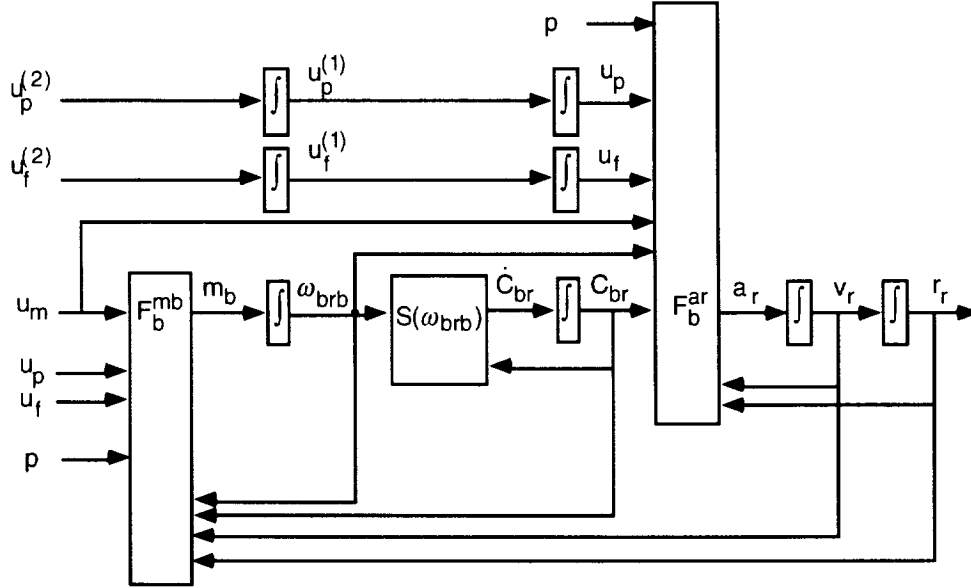 p
u_p^(2) ∫ u_p^(1) ∫ u_p
u_f^(2) ∫ u_f^(1) ∫ u_f
u_m F_b^mb m_b ∫ ω_brb S(ω_brb) Ċ_br ∫ C_br F_b^ar a_r ∫ v_r ∫ r_r
u_p
u_f
p